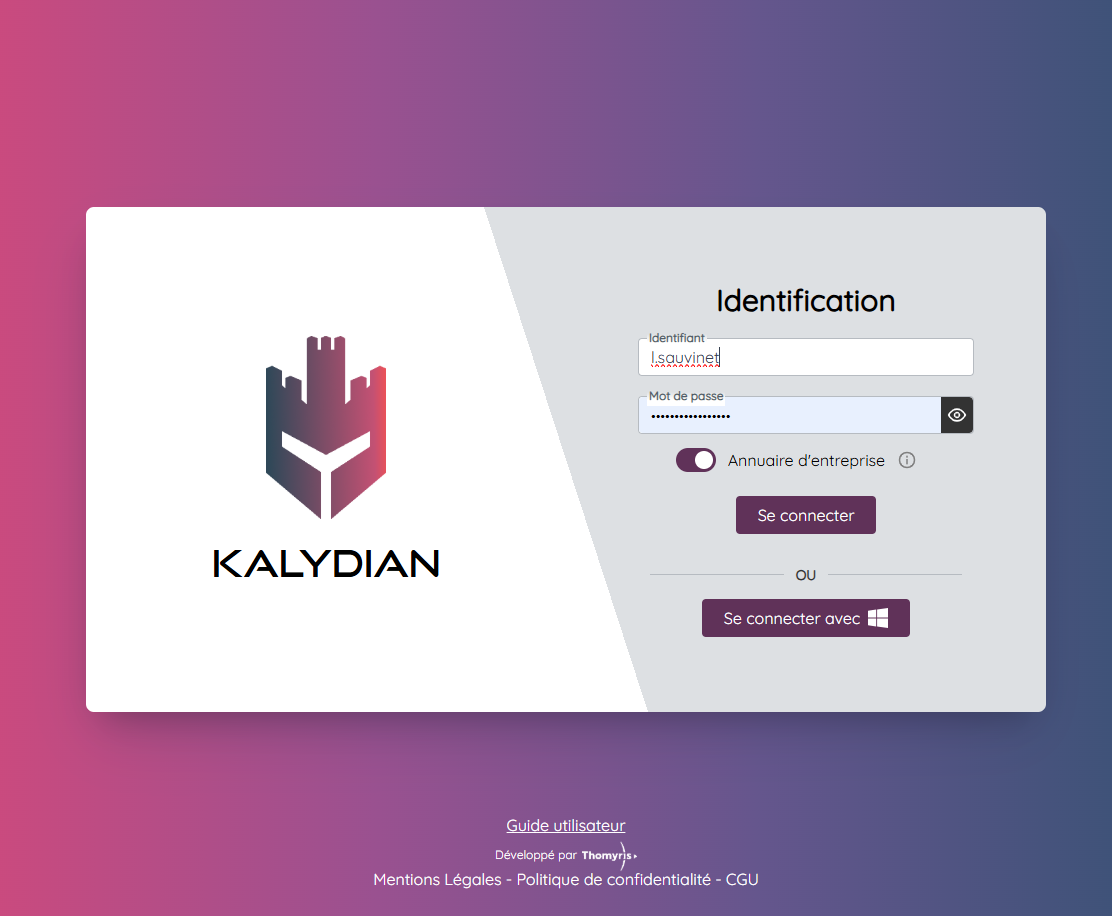 Identification
Identifiant
l.sauvinet
Mot de passe
•••••••••••••••••
Annuaire d'entreprise
Se connecter
OU
Se connecter avec
KALYDIAN
Guide utilisateur
Développé par Thomyris
Mentions Légales - Politique de confidentialité - CGU